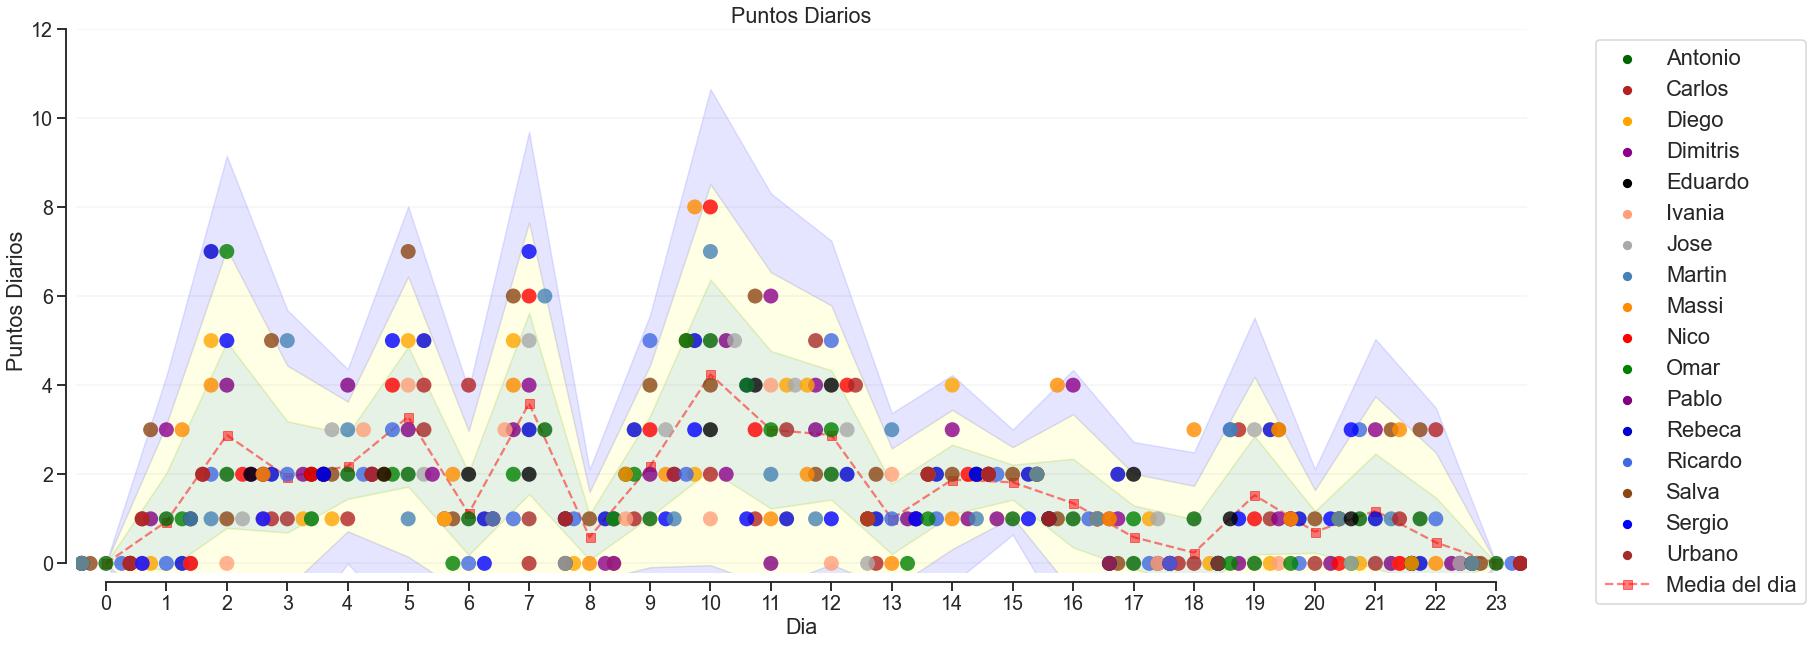 Puntos Diarios
Puntos Diarios
12
10
8
6
4
2
0
0 1 2 3 4 5 6 7 8 9 10 11 12 13 14 15 16 17 18 19 20 21 22 23
Dia
Antonio
Carlos
Diego
Dimitris
Eduardo
Ivania
Jose
Martin
Massi
Nico
Omar
Pablo
Rebeca
Ricardo
Salva
Sergio
Urbano
Media del dia